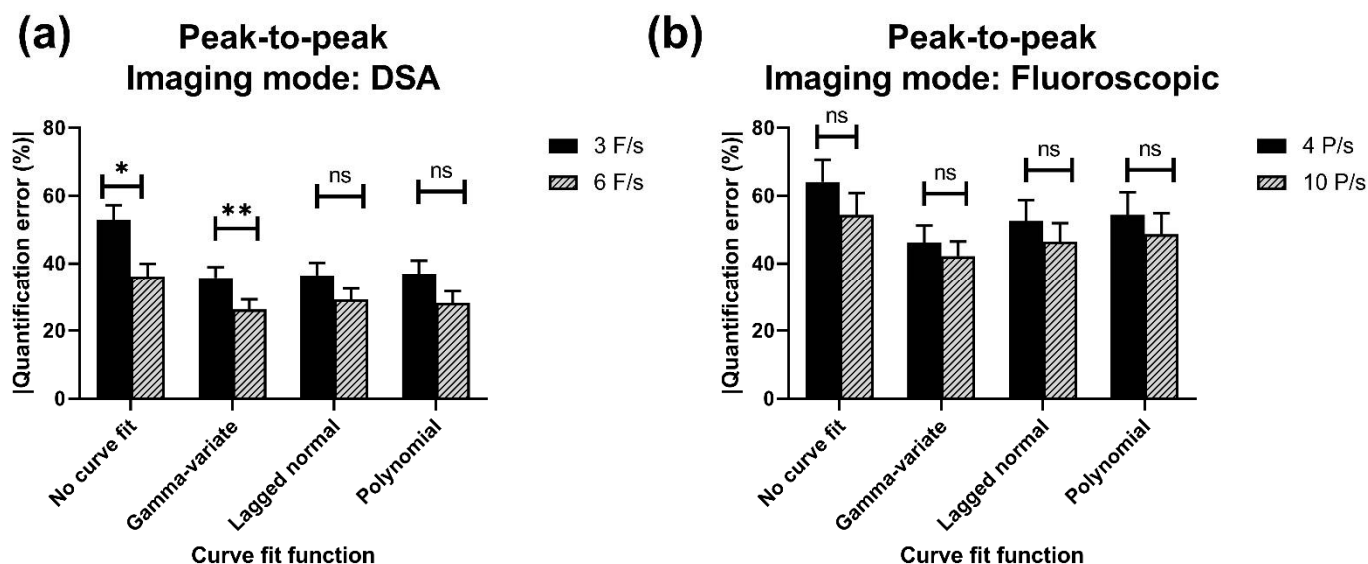 (a)
Peak-to-peak
Imaging mode: DSA
|Quantification error (%)|
80
60
40
20
0
*
**
ns
ns
3 F/s
6 F/s
No curve fit
Gamma-variate
Lagged normal
Polynomial
Curve fit function
(b)
Peak-to-peak
Imaging mode: Fluoroscopic
|Quantification error (%)|
80
60
40
20
0
ns
ns
ns
ns
4 P/s
10 P/s
No curve fit
Gamma-variate
Lagged normal
Polynomial
Curve fit function